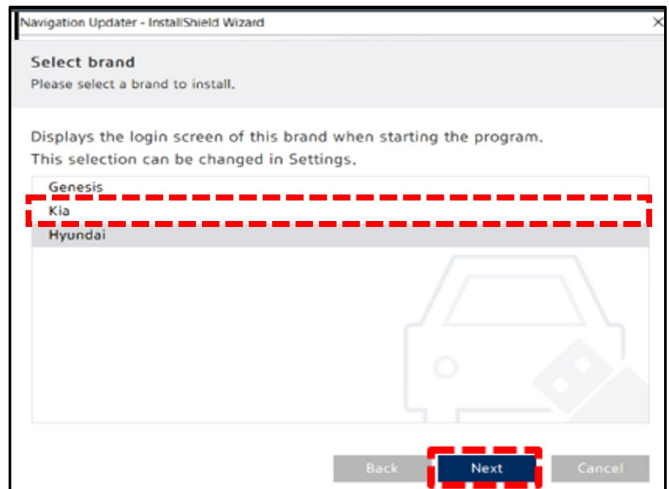 Navigation Updater - InstallShield Wizard
Select brand
Please select a brand to install.
Displays the login screen of this brand when starting the program.
This selection can be changed in Settings.
Genesis
Kia
Hyundai
Back Next Cancel